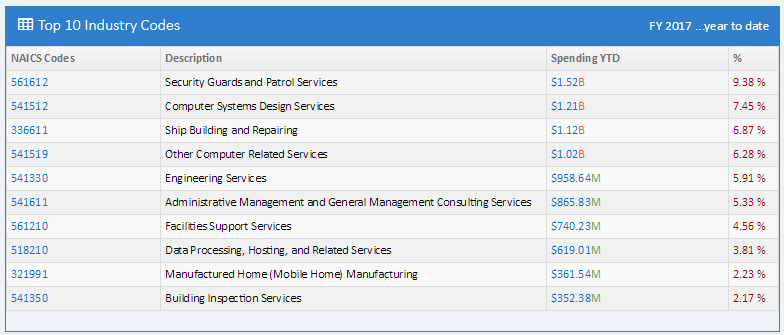 Top 10 Industry Codes FY 2017 ...year to date
NAICS Codes Description Spending YTD %
561612 Security Guards and Patrol Services $1.52B 9.38 %
541512 Computer Systems Design Services $1.21B 7.45 %
336611 Ship Building and Repairing $1.12B 6.87 %
541519 Other Computer Related Services $1.02B 6.28 %
541330 Engineering Services $958.64M 5.91 %
541611 Administrative Management and General Management Consulting Services $865.83M 5.33 %
561210 Facilities Support Services $740.23M 4.56 %
518210 Data Processing, Hosting, and Related Services $619.01M 3.81 %
321991 Manufactured Home (Mobile Home) Manufacturing $361.54M 2.23 %
541350 Building Inspection Services $352.38M 2.17 %